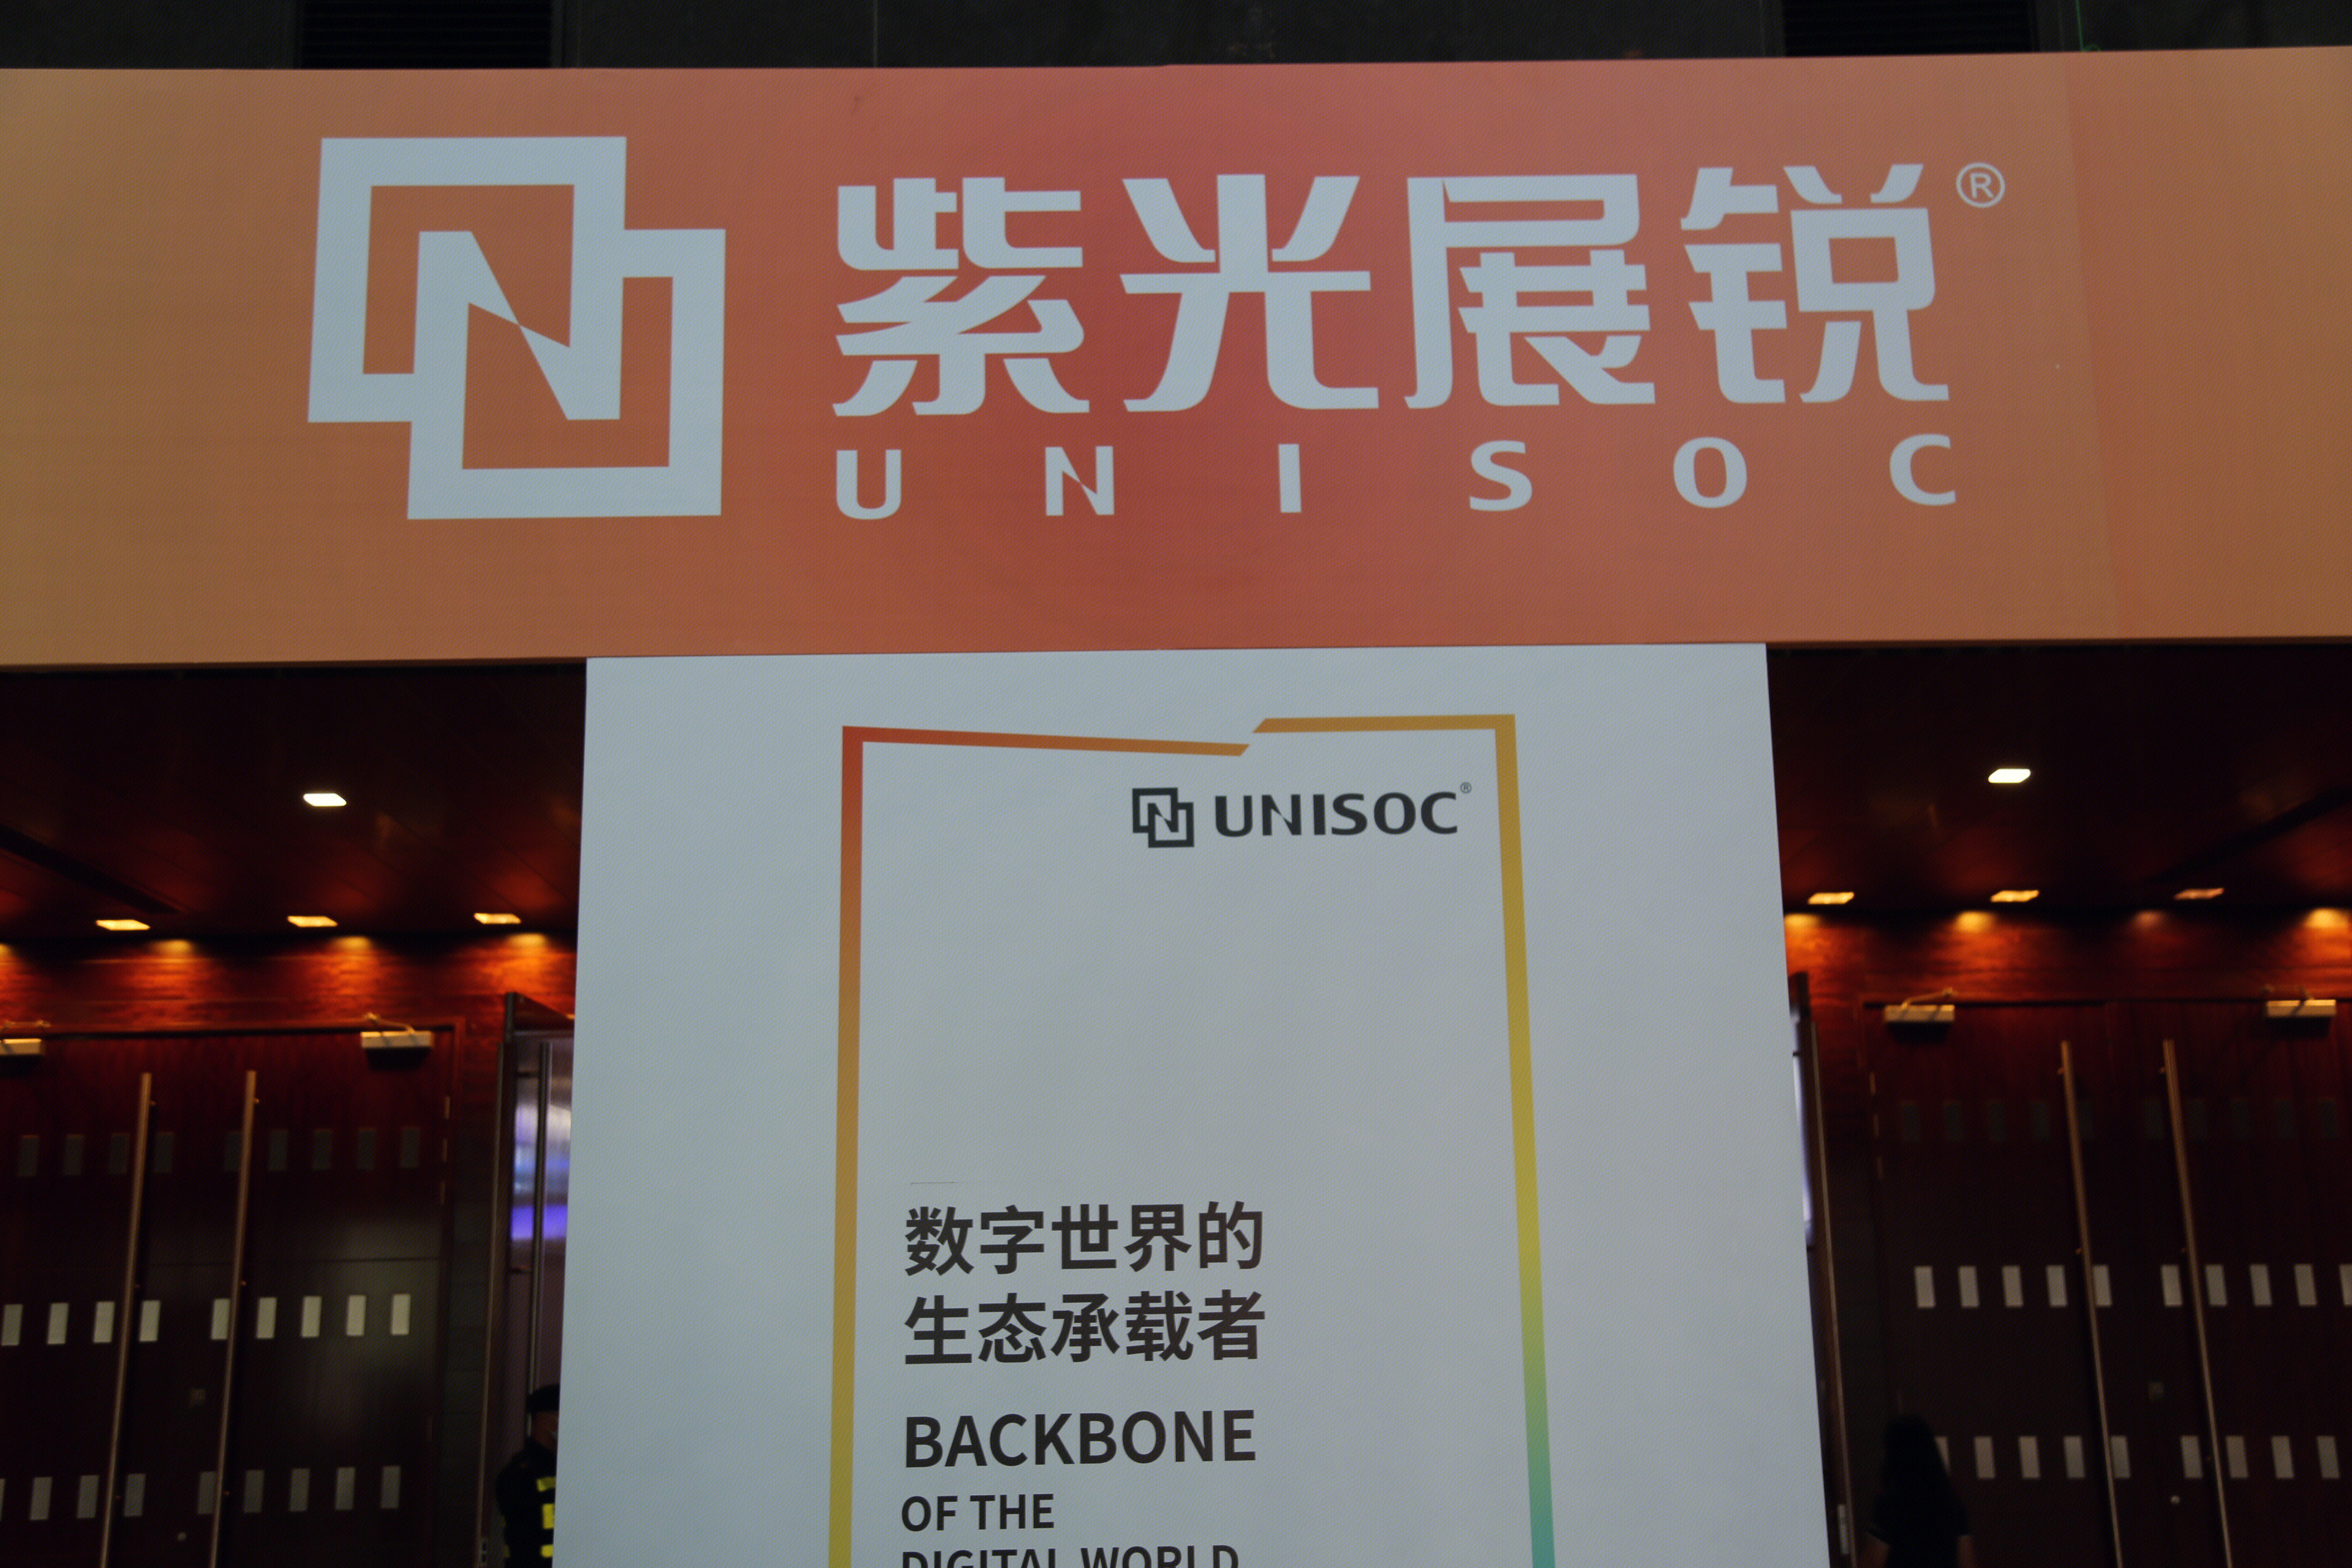 紫光展锐®
UNISOC
UNISOC®
数字世界的
生态承载者
BACKBONE
OF THE
DIGITAL WORLD